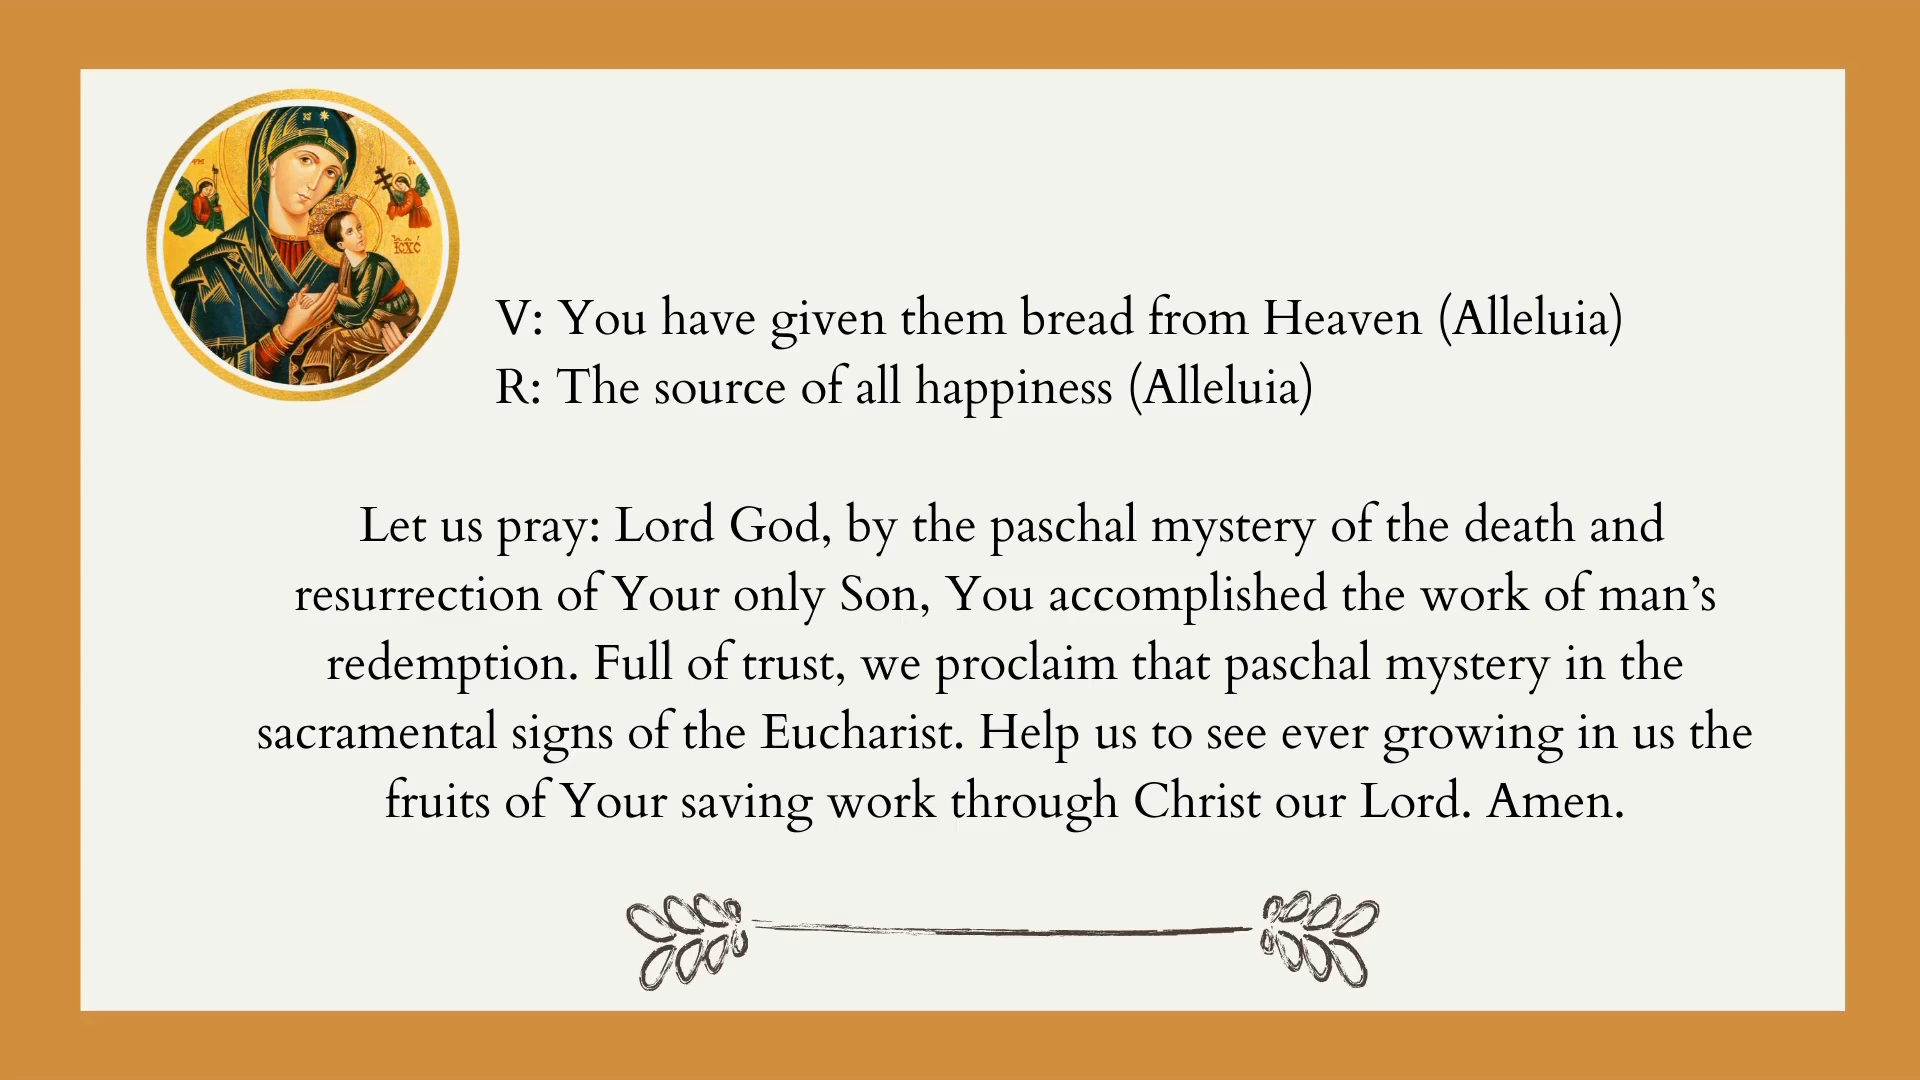 V: You have given them bread from Heaven (Alleluia)
R: The source of all happiness (Alleluia)
Let us pray: Lord God, by the paschal mystery of the death and
resurrection of Your only Son, You accomplished the work of man’s
redemption. Full of trust, we proclaim that paschal mystery in the
sacramental signs of the Eucharist. Help us to see ever growing in us the
fruits of Your saving work through Christ our Lord. Amen.